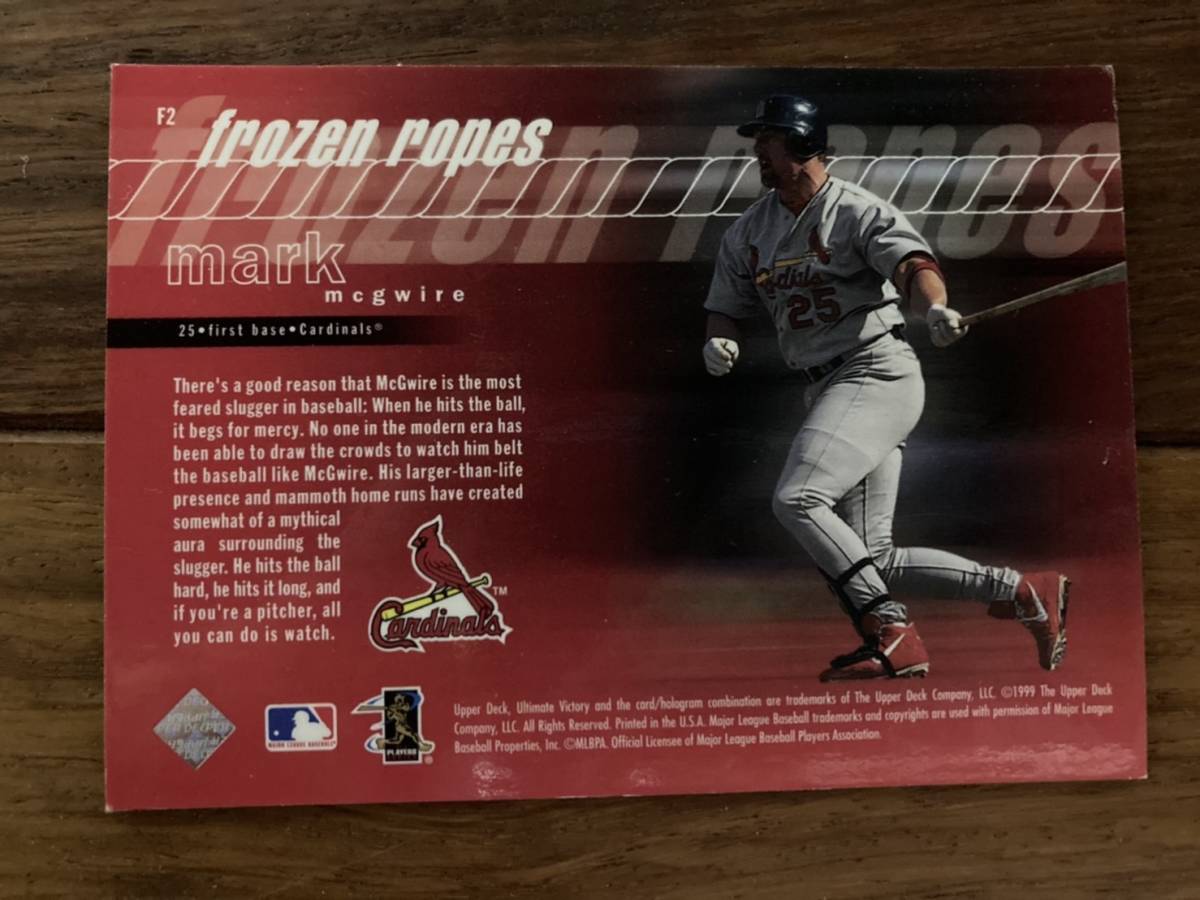 F2
frozen ropes
frozen ropes
mark
mcgwire
25•first base•Cardinals®
There's a good reason that McGwire is the most
feared slugger in baseball: When he hits the ball,
it begs for mercy. No one in the modern era has
been able to draw the crowds to watch him belt
the baseball like McGwire. His larger-than-life
presence and mammoth home runs have created
somewhat of a mythical
aura surrounding the
slugger. He hits the ball
hard, he hits it long, and
if you're a pitcher, all
you can do is watch.
Cardinals
25
Cardinals™
MAJOR LEAGUE BASEBALL
PLAYERS
®
Upper Deck, Ultimate Victory and the card/hologram combination are trademarks of The Upper Deck Company, LLC. ©1999 The Upper Deck
Company, LLC. All Rights Reserved. Printed in the U.S.A. Major League Baseball trademarks and copyrights are used with permission of Major League
Baseball Properties, Inc. ©MLBPA. Official Licensee of Major League Baseball Players Association.